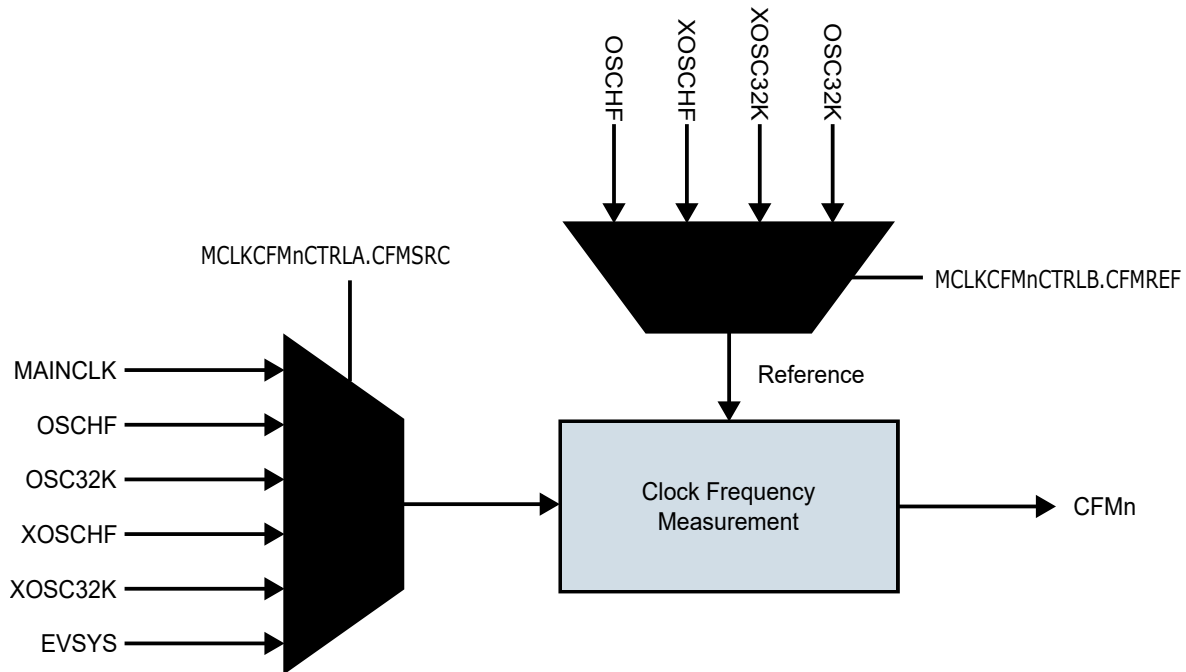 OSCHF
XOSCHF
XOSC32K
OSC32K
MCLKCFMnCTRLA.CFMSRC
MCLKCFMnCTRLB.CFMREF
MAINCLK
OSCHF
OSC32K
XOSCHF
XOSC32K
EVSYS
Reference
Clock Frequency
Measurement
CFMn